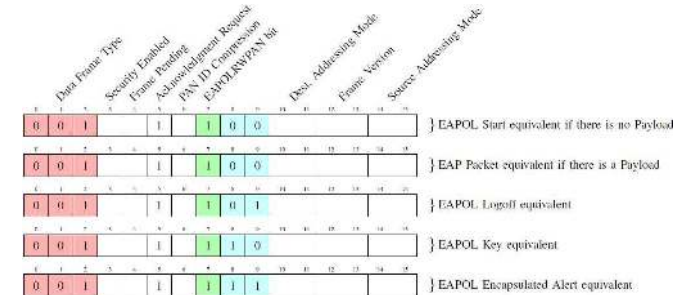 Data Frame Type
Security Enabled
Frame Pending
Acknowledgment Request
PAN ID Compression
EAPOLRWPAN bit
Dest. Addressing Mode
Frame Version
Source Addressing Mode
0 0 1 1 1 0 0 } EAPOL Start equivalent if there is no Payload
0 0 1 1 1 0 0 } EAP Packet equivalent if there is a Payload
0 0 1 1 1 0 1 } EAPOL Logoff equivalent
0 0 1 1 1 1 0 } EAPOL Key equivalent
0 0 1 1 1 1 1 } EAPOL Encapsulated Alert equivalent